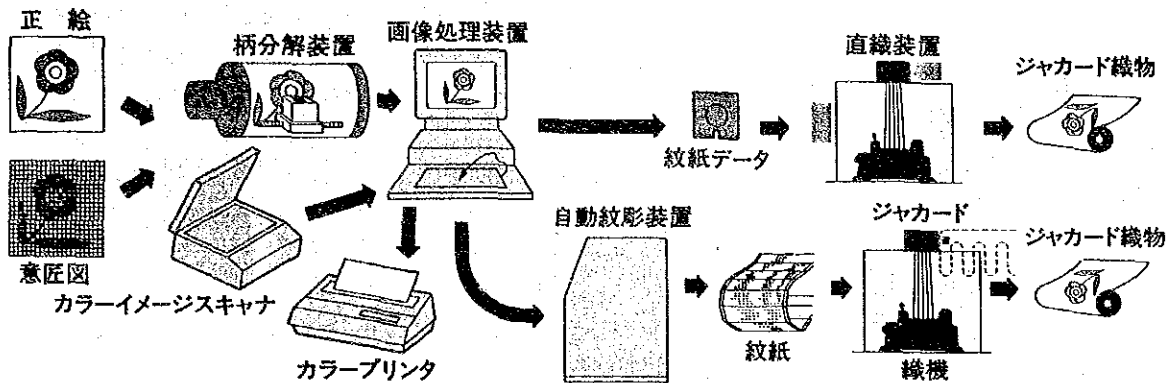 正絵
柄分解装置
画像処理装置
直織装置
ジャカード織物
紋紙データ
意匠図
カラーイメージスキャナ
カラープリンタ
自動紋彫装置
紋紙
ジャカード
織機
ジャカード織物